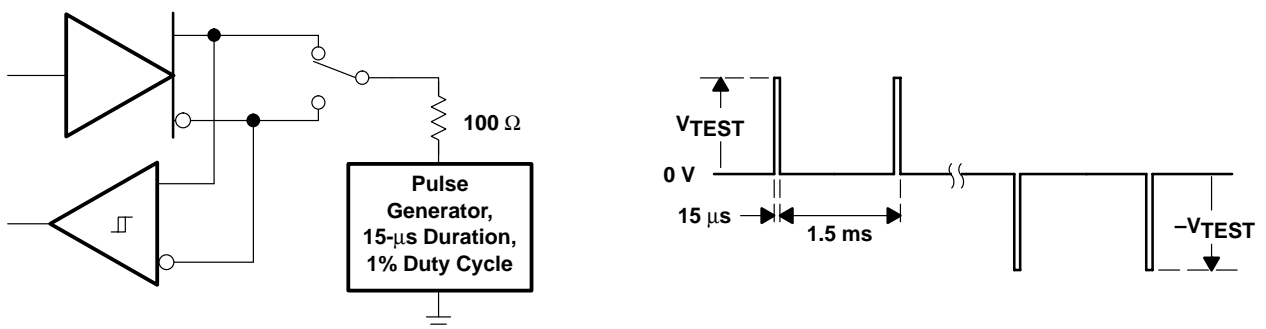 100 Ω
Pulse
Generator,
15-μs Duration,
1% Duty Cycle
VTEST
0 V
15 μs
1.5 ms
–VTEST